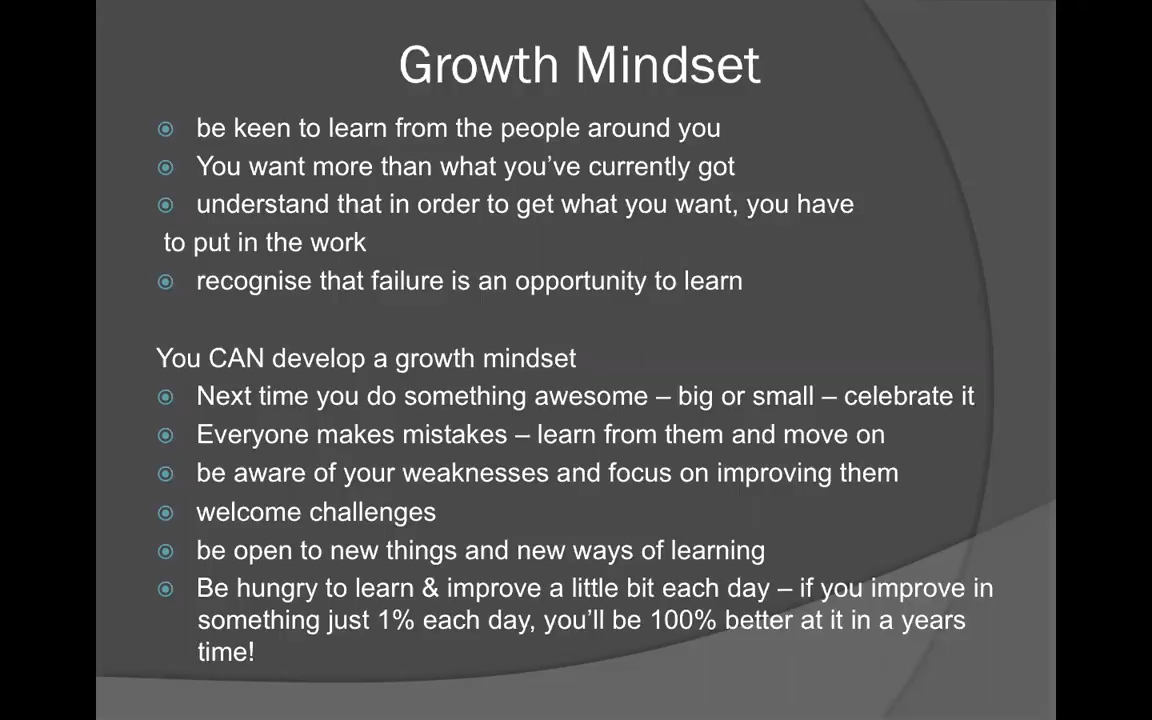 Growth Mindset
be keen to learn from the people around you
You want more than what you've currently got
understand that in order to get what you want, you have
to put in the work
recognise that failure is an opportunity to learn
You CAN develop a growth mindset
Next time you do something awesome – big or small – celebrate it
Everyone makes mistakes – learn from them and move on
be aware of your weaknesses and focus on improving them
welcome challenges
be open to new things and new ways of learning
Be hungry to learn & improve a little bit each day – if you improve in
something just 1% each day, you'll be 100% better at it in a years
time!